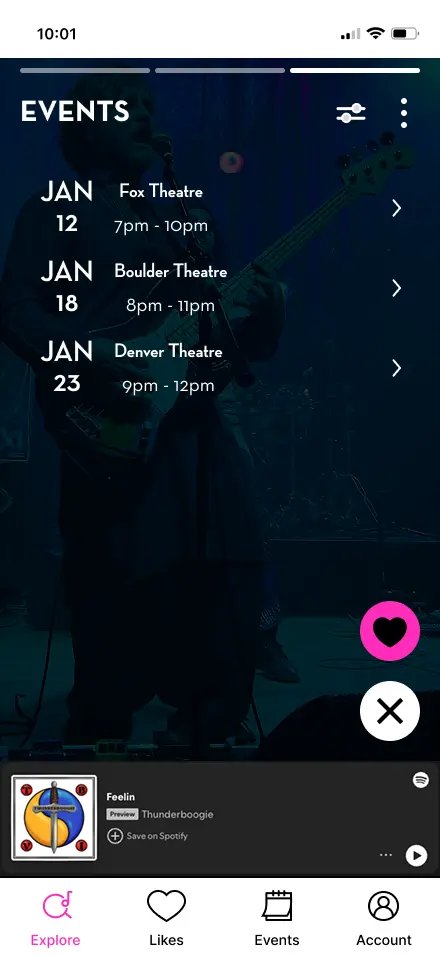 10:01
EVENTS
JAN
12
Fox Theatre
7pm - 10pm
JAN
18
Boulder Theatre
8pm - 11pm
JAN
23
Denver Theatre
9pm - 12pm
T B
THUNDERBOOGIE
V I
Feelin
Preview Thunderboogie
Save on Spotify
Explore
Likes
Events
Account